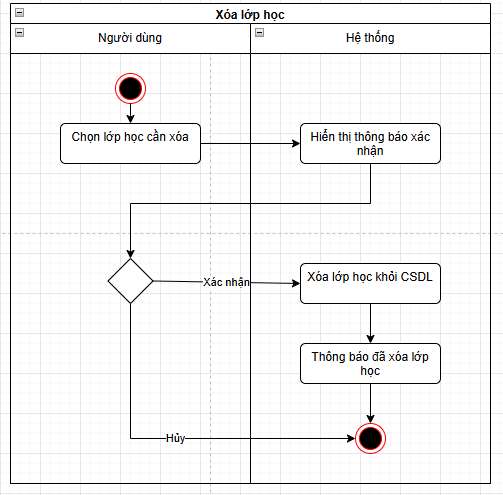 Xóa lớp học
Người dùng
Hệ thống
Chọn lớp học cần xóa
Hiển thị thông báo xác
nhận
Xác nhận
Xóa lớp học khỏi CSDL
Thông báo đã xóa lớp
học
Hủy